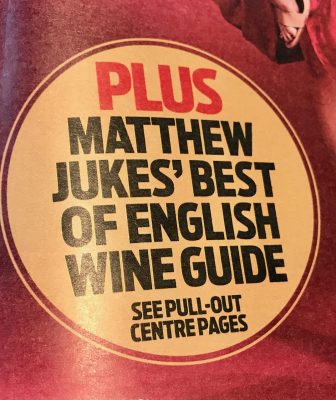 PLUS
MATTHEW
JUKES' BEST
OF ENGLISH
WINE GUIDE
SEE PULL-OUT
CENTRE PAGES